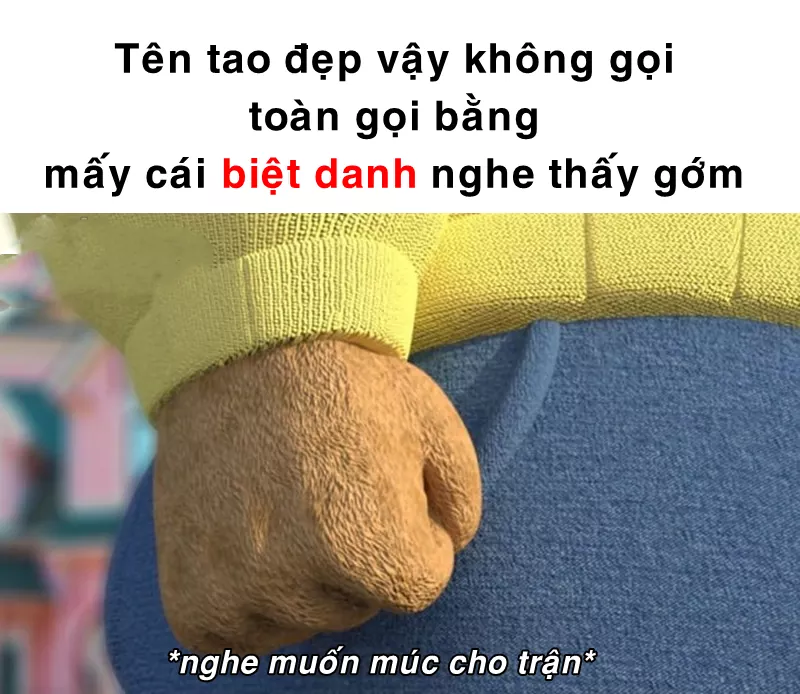 Tên tao đẹp vậy không gọi
toàn gọi bằng
mấy cái biệt danh nghe thấy gớm
*nghe muốn múc cho trận*